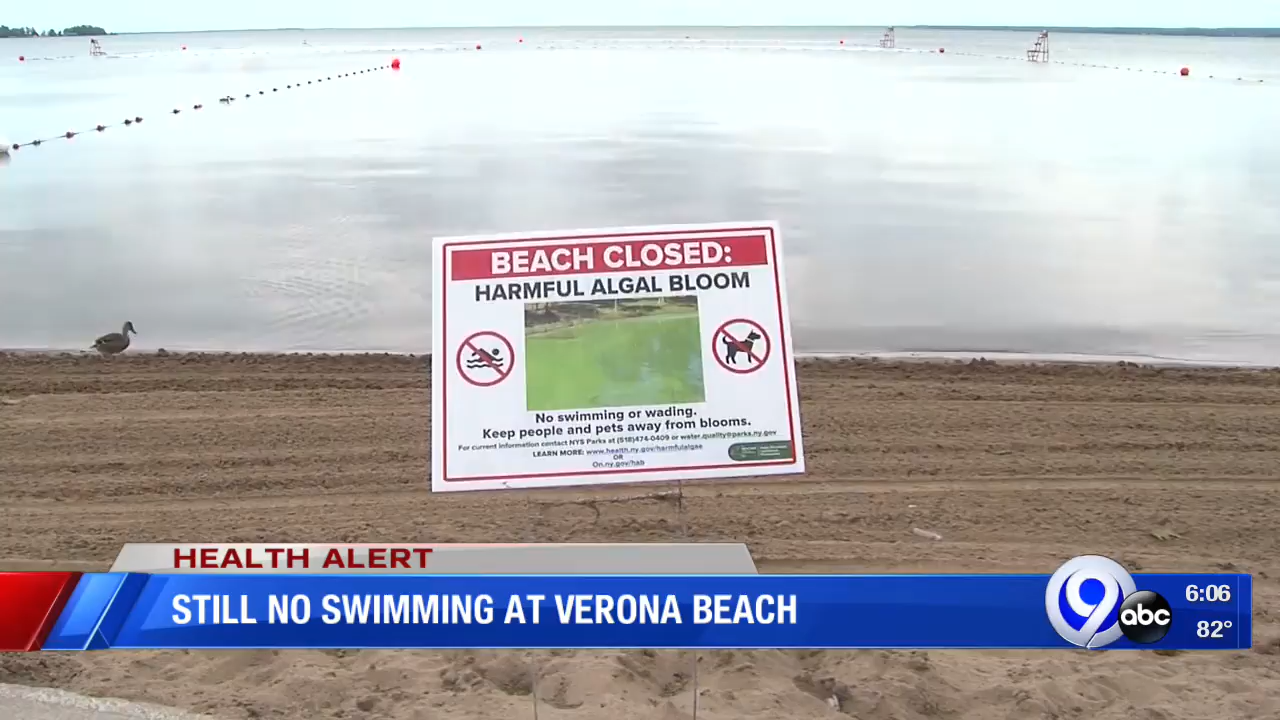 BEACH CLOSED:
HARMFUL ALGAL BLOOM
No swimming or wading.
Keep people and pets away from blooms.
For current information contact NYS Parks at (518)474-0409 or water.quality@parks.ny.gov
LEARN MORE: www.health.ny.gov/harmfulalgae
OR
On.ny.gov/hab
HEALTH ALERT
STILL NO SWIMMING AT VERONA BEACH
9
abc
6:06
82°